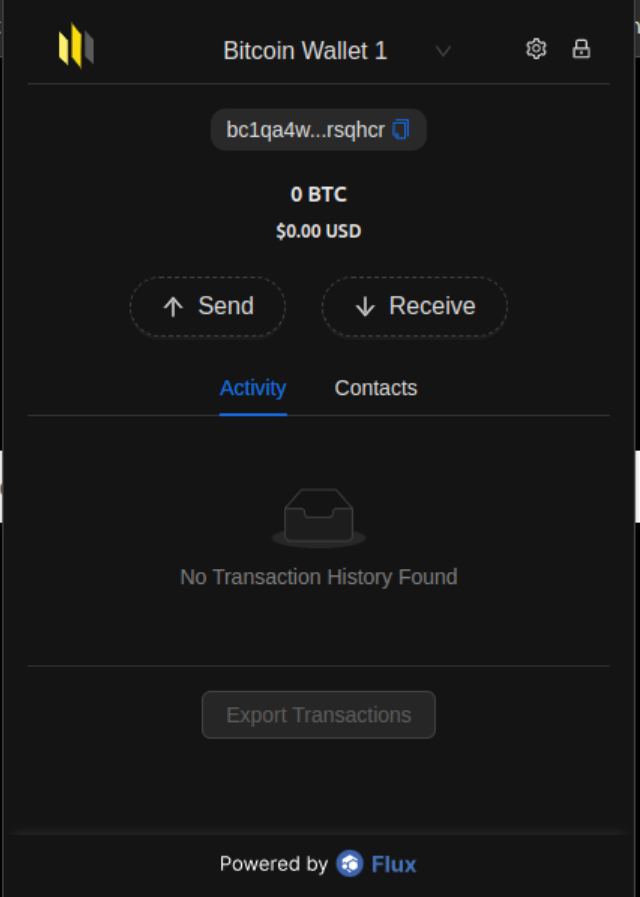 Bitcoin Wallet 1
bc1qa4w...rsqhcr
0 BTC
$0.00 USD
Send
Receive
Activity
Contacts
No Transaction History Found
Export Transactions
Powered by Flux